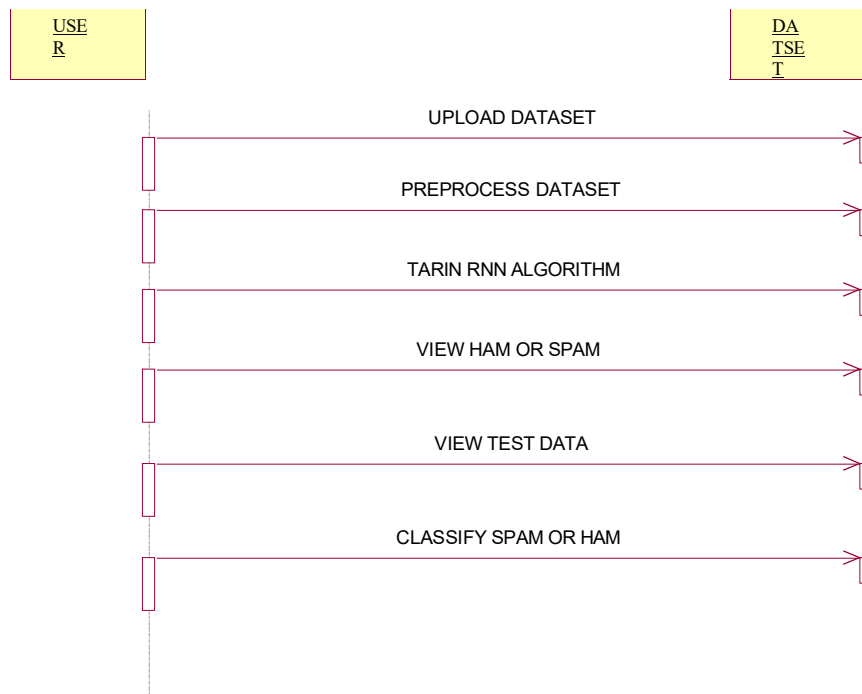 USE
R
DA
TSE
T
UPLOAD DATASET
PREPROCESS DATASET
TARIN RNN ALGORITHM
VIEW HAM OR SPAM
VIEW TEST DATA
CLASSIFY SPAM OR HAM